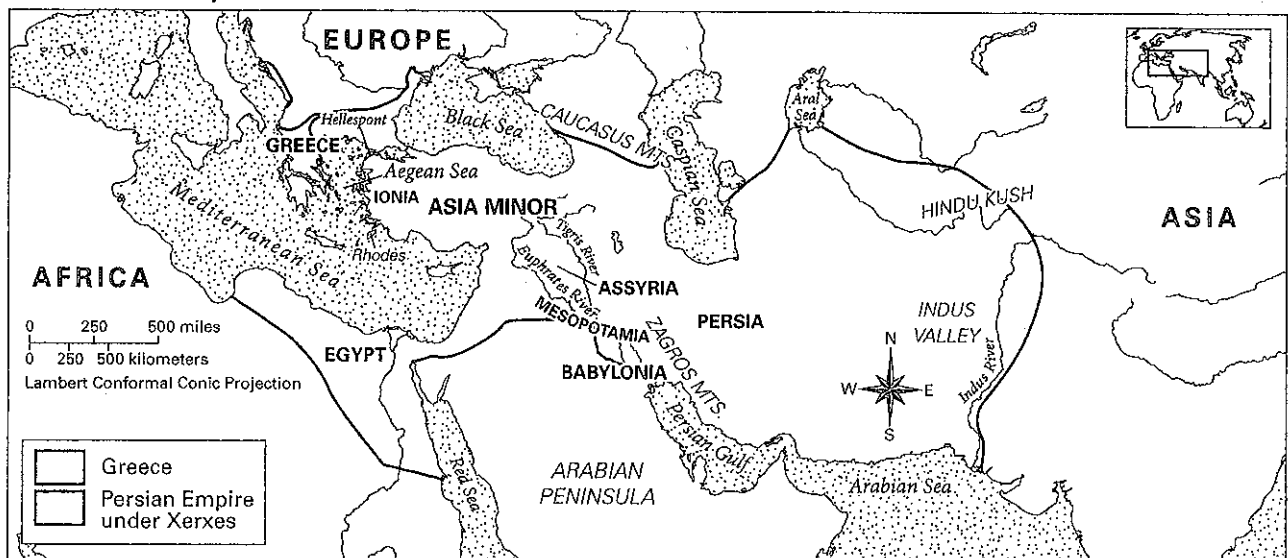 EUROPE
Hellespont
Black Sea
CAUCASUS MTS.
Caspian Sea
Aral Sea
GREECE
Aegean Sea
IONIA
ASIA MINOR
HINDU KUSH
ASIA
Mediterranean Sea
Rhodes
Tigris River
Euphrates River
ASSYRIA
AFRICA
MESOPOTAMIA
ZAGROS MTS.
PERSIA
INDUS
VALLEY
Indus River
0 250 500 miles
0 250 500 kilometers
Lambert Conformal Conic Projection
EGYPT
BABYLONIA
N
W E
S
Persian Gulf
Red Sea
ARABIAN
PENINSULA
Arabian Sea
Greece
Persian Empire
under Xerxes